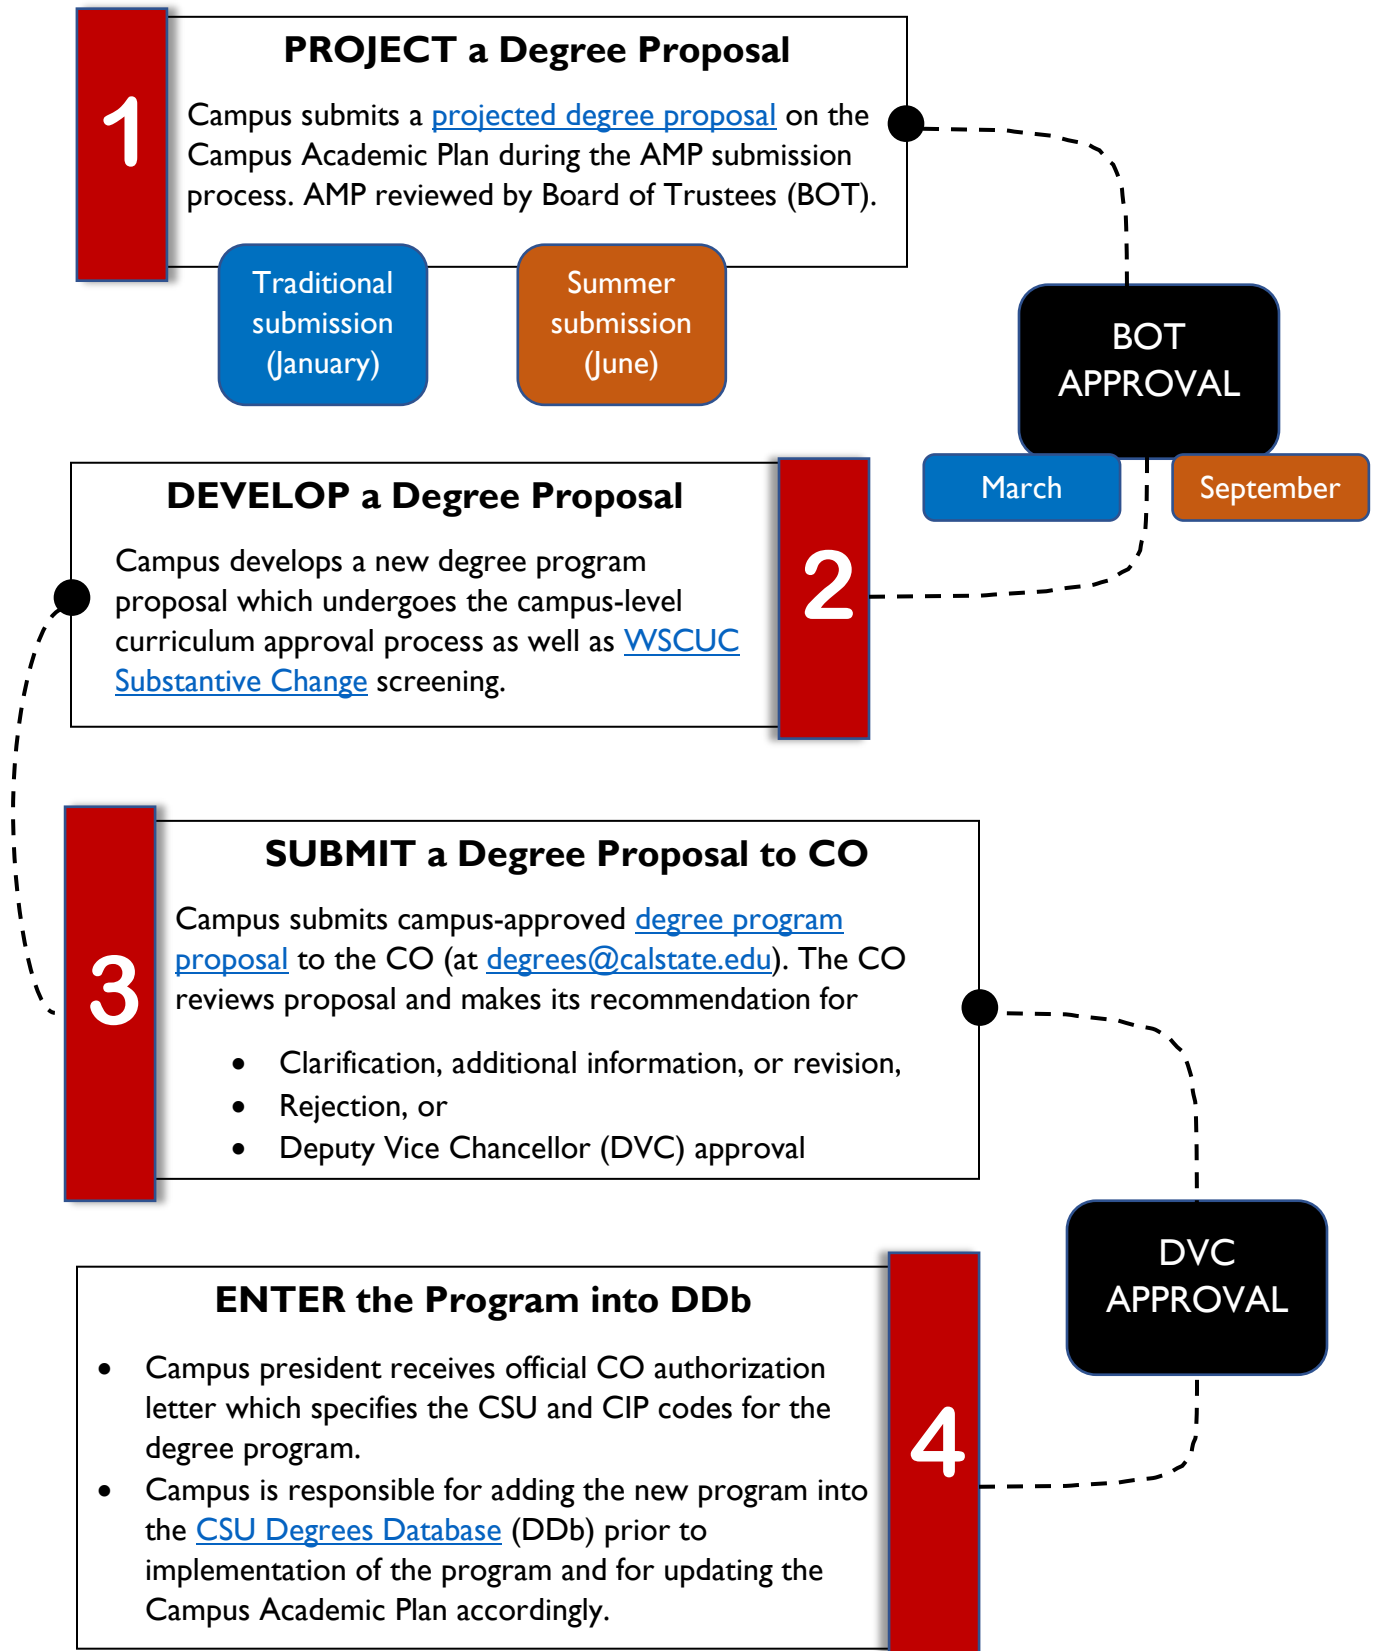 1
PROJECT a Degree Proposal
Campus submits a projected degree proposal on the
Campus Academic Plan during the AMP submission
process. AMP reviewed by Board of Trustees (BOT).
Traditional
submission
(January)
Summer
submission
(June)
BOT
APPROVAL
March
September
2
DEVELOP a Degree Proposal
Campus develops a new degree program
proposal which undergoes the campus-level
curriculum approval process as well as WSCUC
Substantive Change screening.
3
SUBMIT a Degree Proposal to CO
Campus submits campus-approved degree program
proposal to the CO (at degrees@calstate.edu). The CO
reviews proposal and makes its recommendation for
• Clarification, additional information, or revision,
• Rejection, or
• Deputy Vice Chancellor (DVC) approval
DVC
APPROVAL
4
ENTER the Program into DDb
• Campus president receives official CO authorization
letter which specifies the CSU and CIP codes for the
degree program.
• Campus is responsible for adding the new program into
the CSU Degrees Database (DDb) prior to
implementation of the program and for updating the
Campus Academic Plan accordingly.